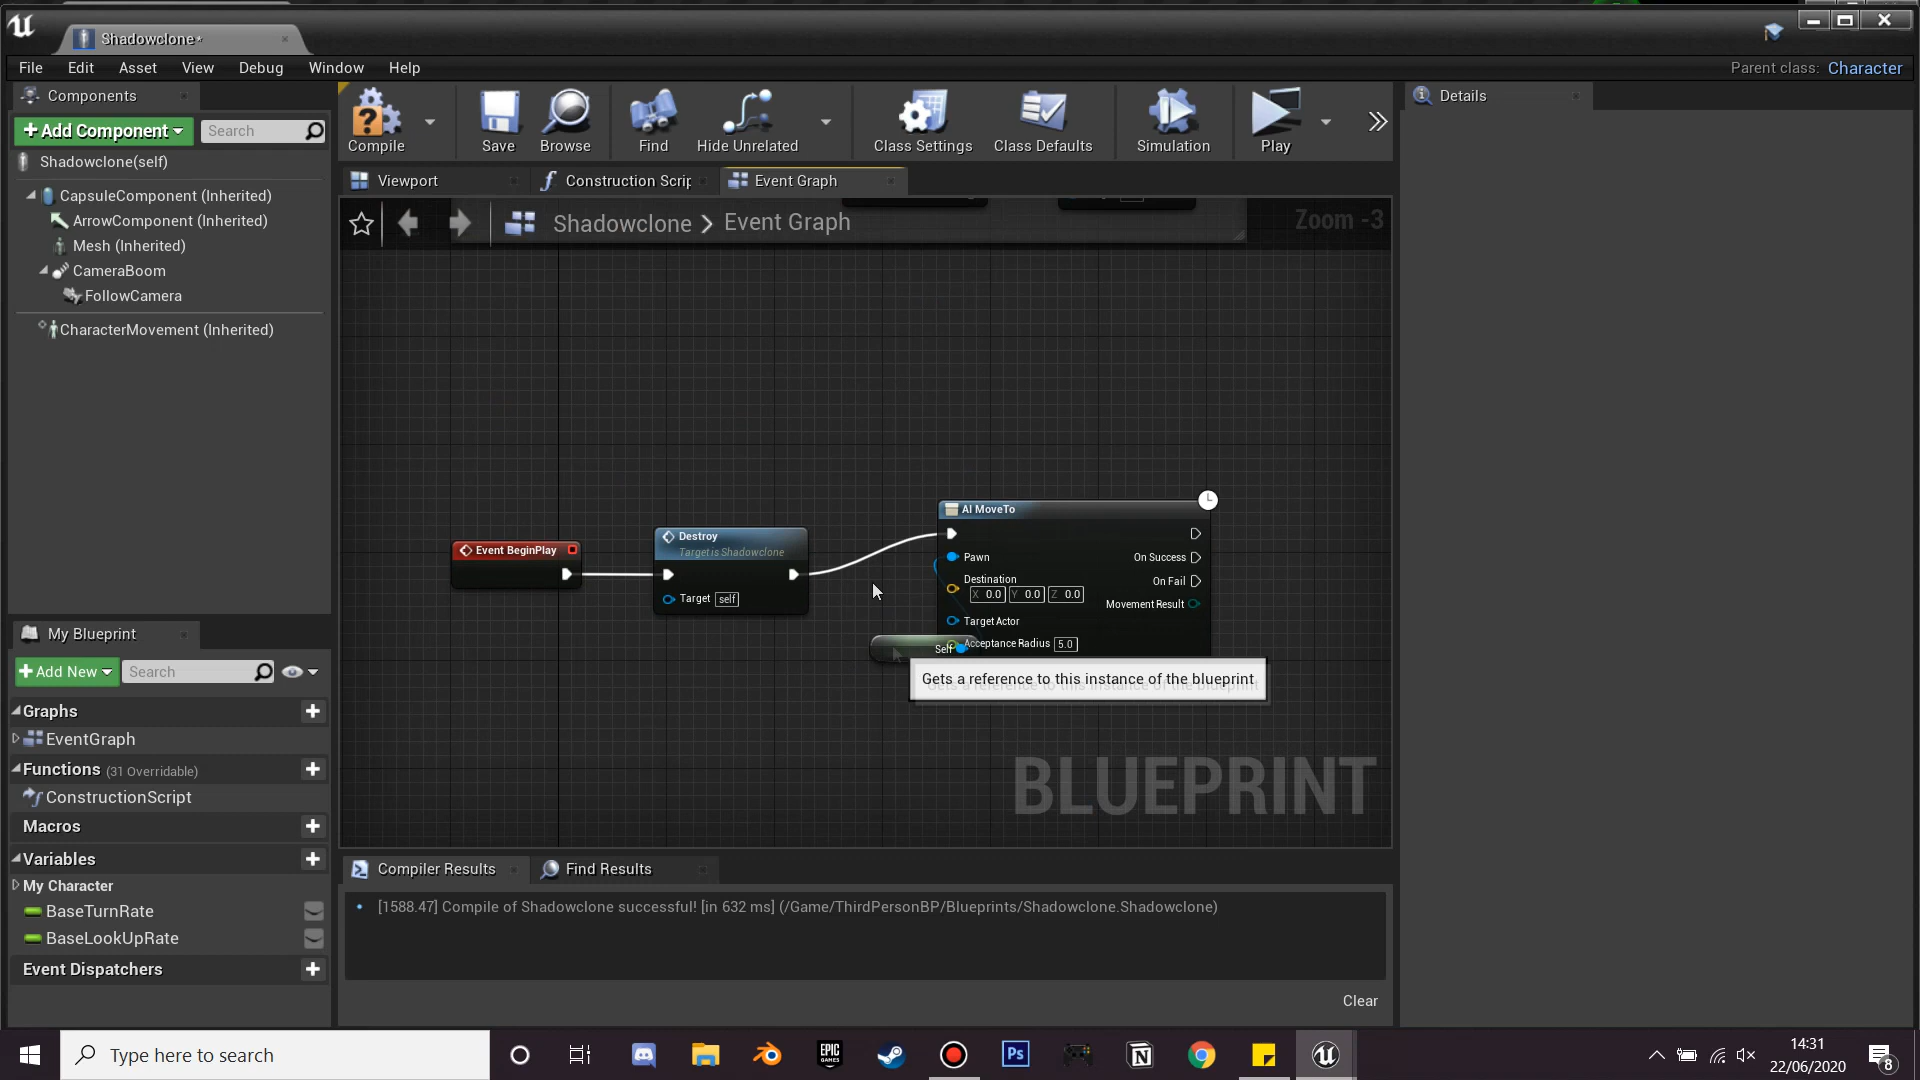 Shadowclone*
File Edit Asset View Debug Window Help
Parent class: Character
Components
Add Component
Search
Shadowclone(self)
CapsuleComponent (Inherited)
ArrowComponent (Inherited)
Mesh (Inherited)
CameraBoom
FollowCamera
CharacterMovement (Inherited)
Compile Save Browse Find Hide Unrelated Class Settings Class Defaults Simulation Play
Viewport Construction Scrip Event Graph
Shadowclone > Event Graph
Zoom -3
Details
Event BeginPlay
Destroy
Target is Shadowclone
Target self
AI MoveTo
Pawn
On Success
Destination
X 0.0 Y 0.0 Z 0.0
On Fail
Movement Result
Target Actor
Acceptance Radius 5.0
Self
Gets a reference to this instance of the blueprint
BLUEPRINT
My Blueprint
Add New
Search
Graphs
EventGraph
Functions (31 Overridable)
ConstructionScript
Macros
Variables
My Character
BaseTurnRate
BaseLookUpRate
Event Dispatchers
Compiler Results Find Results
[1588.47] Compile of Shadowclone successful! [in 632 ms] (/Game/ThirdPersonBP/Blueprints/Shadowclone.Shadowclone)
Clear
Type here to search
EPIC
GAMES
Ps
14:31
22/06/2020
8